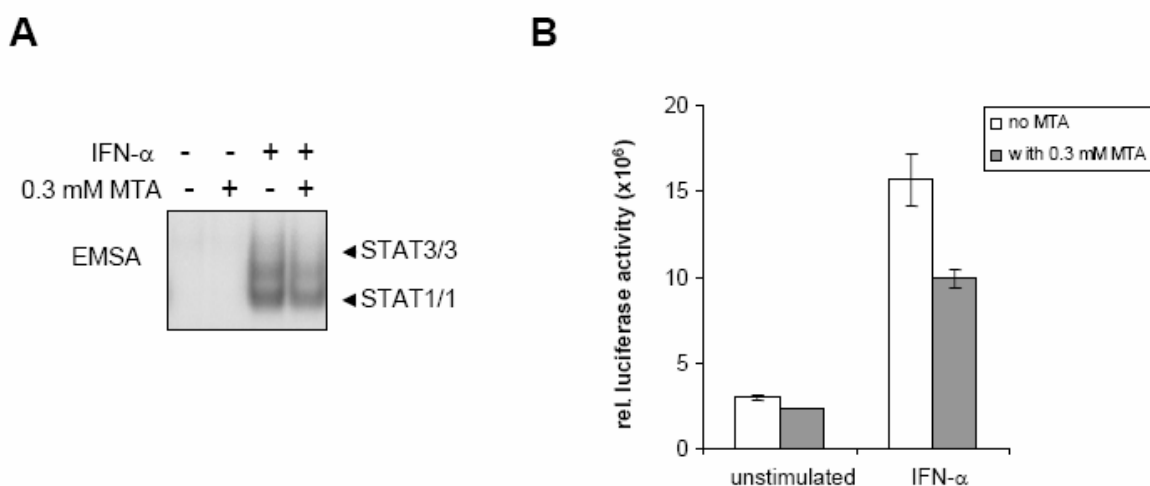 A
IFN-α - - + +
0.3 mM MTA - + - +
EMSA
◄STAT3/3
◄STAT1/1
B
rel. luciferase activity (x10⁶)
20
15
10
5
0
unstimulated
IFN-α
no MTA
with 0.3 mM MTA